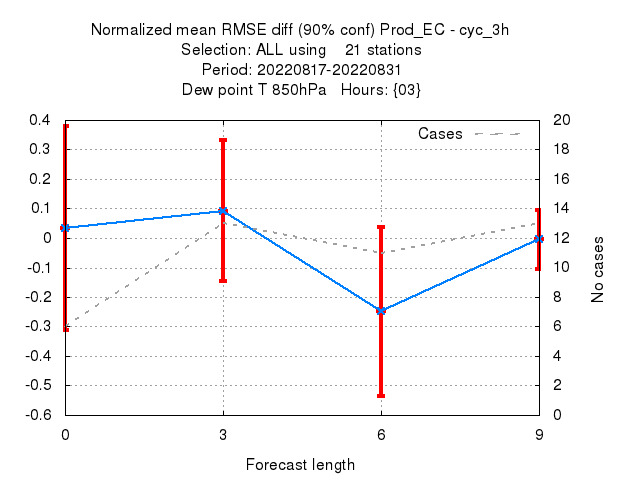 Normalized mean RMSE diff (90% conf) Prod_EC - cyc_3h
Selection: ALL using    21 stations
Period: 20220817-20220831
Dew point T 850hPa   Hours: {03}
Cases
0.4
0.3
0.2
0.1
0
-0.1
-0.2
-0.3
-0.4
-0.5
-0.6
20
18
16
14
12
10
8
6
4
2
0
No cases
0 3 6 9
Forecast length